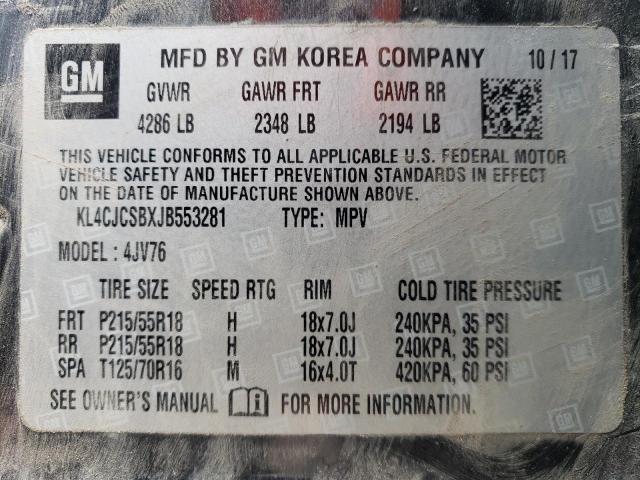 GM MFD BY GM KOREA COMPANY 10 / 17
GVWR GAWR FRT GAWR RR
4286 LB 2348 LB 2194 LB
THIS VEHICLE CONFORMS TO ALL APPLICABLE U.S. FEDERAL MOTOR
VEHICLE SAFETY AND THEFT PREVENTION STANDARDS IN EFFECT
ON THE DATE OF MANUFACTURE SHOWN ABOVE.
KL4CJCSBXJB553281 TYPE: MPV
MODEL : 4JV76
TIRE SIZE SPEED RTG RIM COLD TIRE PRESSURE
FRT P215/55R18 H 18x7.0J 240KPA, 35 PSI
RR P215/55R18 H 18x7.0J 240KPA, 35 PSI
SPA T125/70R16 M 16x4.0T 420KPA, 60 PSI
SEE OWNER'S MANUAL FOR MORE INFORMATION.